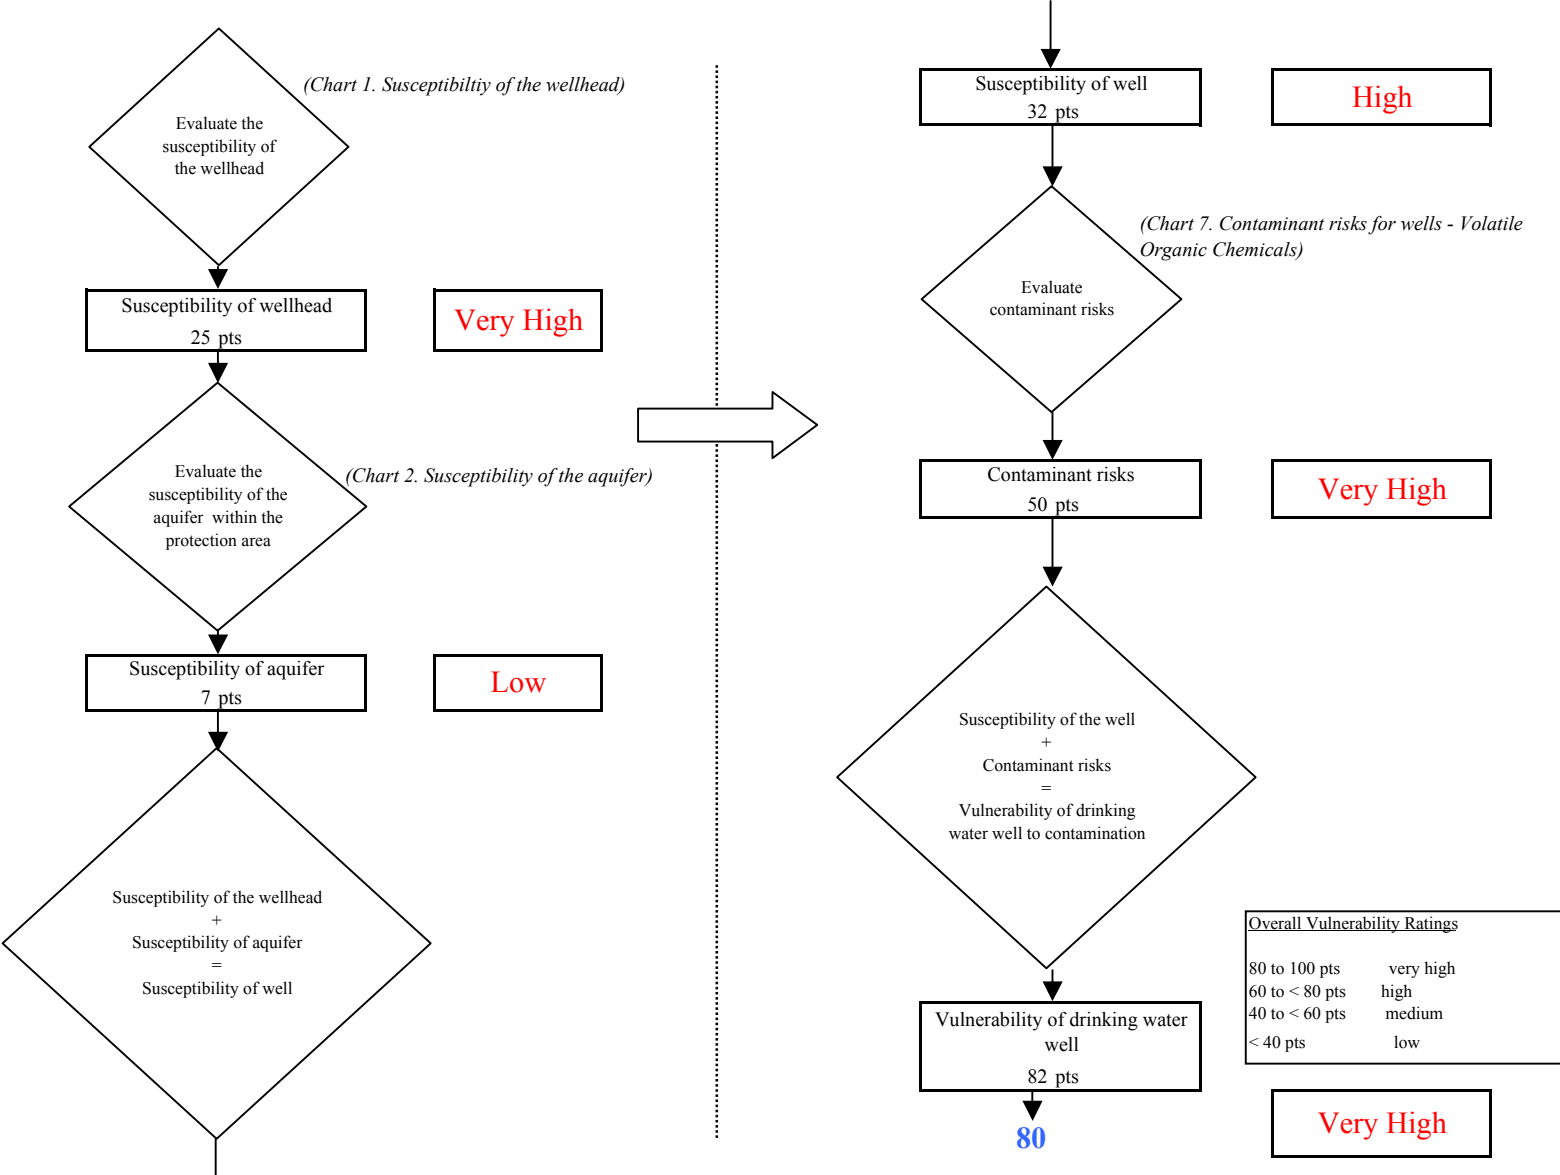 (Chart 1. Susceptibiltiy of the wellhead)
Evaluate the
susceptibility of
the wellhead
Susceptibility of wellhead
25 pts
Very High
Evaluate the
susceptibility of the
aquifer within the
protection area
(Chart 2. Susceptibility of the aquifer)
Susceptibility of aquifer
7 pts
Low
Susceptibility of the wellhead
+
Susceptibility of aquifer
=
Susceptibility of well
Susceptibility of well
32 pts
High
(Chart 7. Contaminant risks for wells - Volatile
Organic Chemicals)
Evaluate
contaminant risks
Contaminant risks
50 pts
Very High
Susceptibility of the well
+
Contaminant risks
=
Vulnerability of drinking
water well to contamination
Overall Vulnerability Ratings
80 to 100 pts very high
60 to < 80 pts high
40 to < 60 pts medium
< 40 pts low
Vulnerability of drinking water
well
82 pts
80
Very High